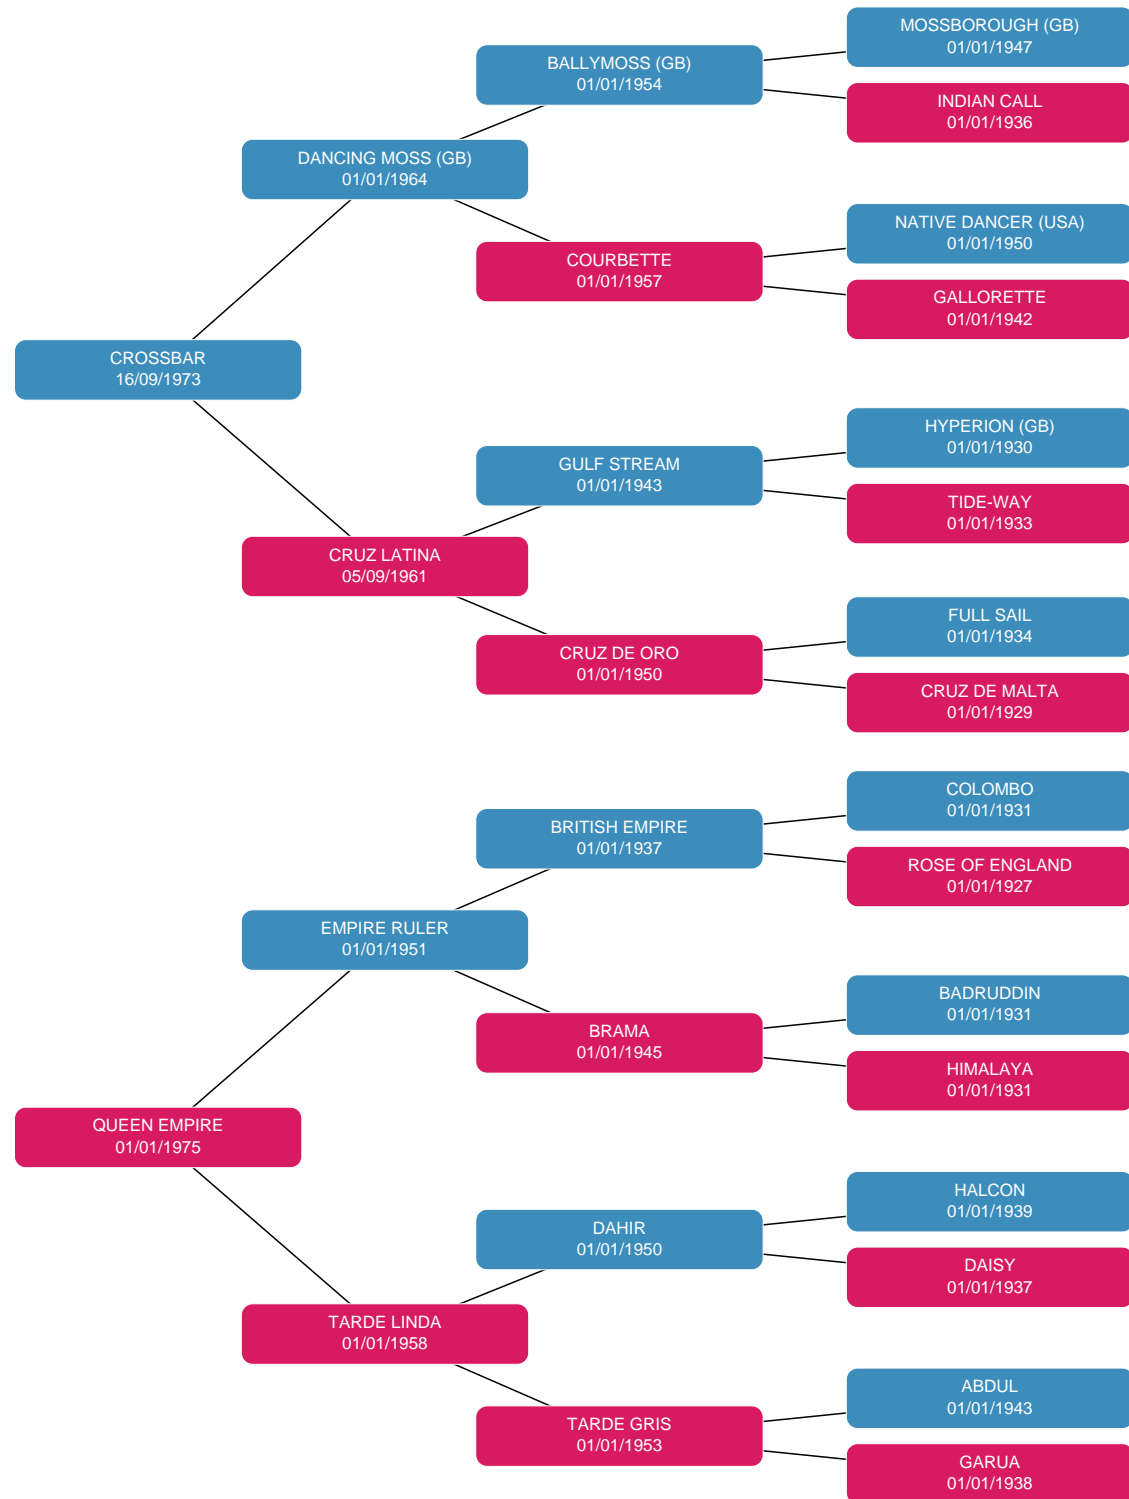 MOSSBOROUGH (GB)
01/01/1947
BALLYMOSS (GB)
01/01/1954
INDIAN CALL
01/01/1936
DANCING MOSS (GB)
01/01/1964
NATIVE DANCER (USA)
01/01/1950
COURBETTE
01/01/1957
GALLORETTE
01/01/1942
CROSSBAR
16/09/1973
HYPERION (GB)
01/01/1930
GULF STREAM
01/01/1943
TIDE-WAY
01/01/1933
CRUZ LATINA
05/09/1961
FULL SAIL
01/01/1934
CRUZ DE ORO
01/01/1950
CRUZ DE MALTA
01/01/1929
COLOMBO
01/01/1931
BRITISH EMPIRE
01/01/1937
ROSE OF ENGLAND
01/01/1927
EMPIRE RULER
01/01/1951
BADRUDDIN
01/01/1931
BRAMA
01/01/1945
HIMALAYA
01/01/1931
QUEEN EMPIRE
01/01/1975
HALCON
01/01/1939
DAHIR
01/01/1950
DAISY
01/01/1937
TARDE LINDA
01/01/1958
ABDUL
01/01/1943
TARDE GRIS
01/01/1953
GARUA
01/01/1938